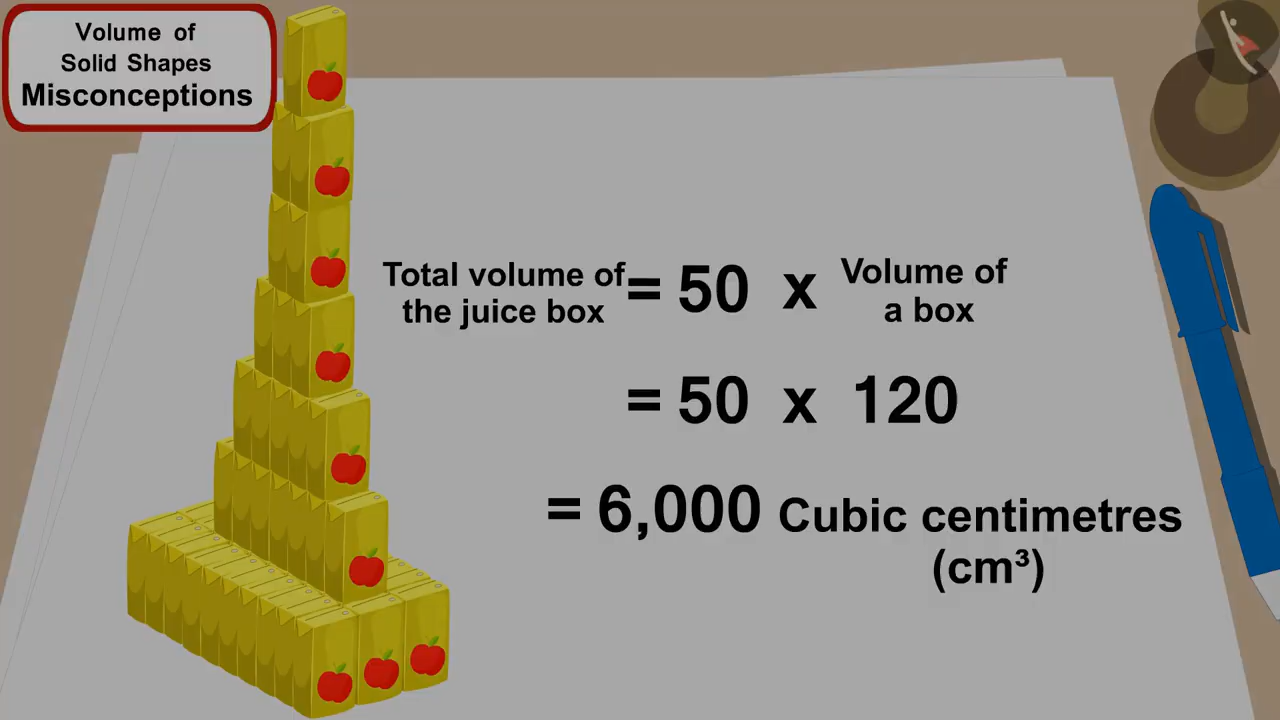 Volume of
Solid Shapes
Misconceptions
Total volume of
the juice box
= 50 x Volume of
a box
= 50 x 120
= 6,000 Cubic centimetres
(cm³)